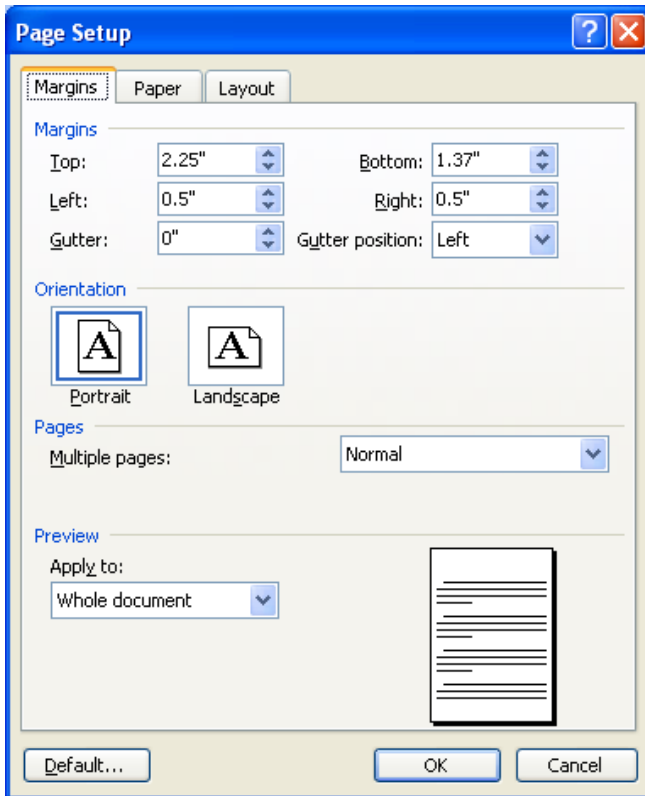 Page Setup
Margins Paper Layout
Margins
Top: 2.25" Bottom: 1.37"
Left: 0.5" Right: 0.5"
Gutter: 0" Gutter position: Left
Orientation
A A
Portrait Landscape
Pages
Multiple pages: Normal
Preview
Apply to:
Whole document
Default... OK Cancel